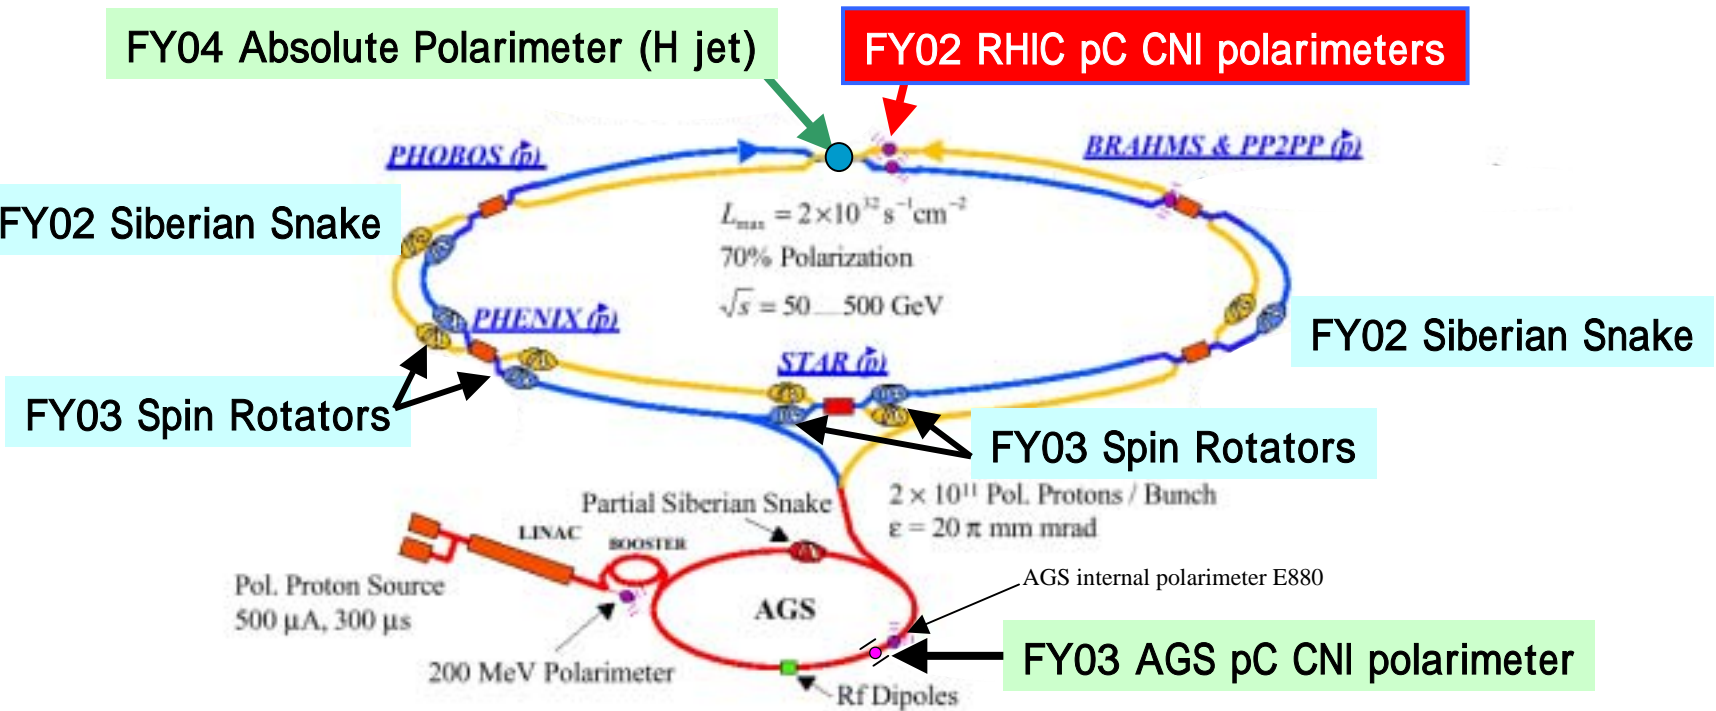 FY04 Absolute Polarimeter (H jet)
FY02 RHIC pC CNI polarimeters
PHOBOS (p)
BRAHMS & PP2PP (p)
FY02 Siberian Snake
L_max = 2×10^32 s^-1 cm^-2
70% Polarization
√s = 50 ... 500 GeV
PHENIX (p)
FY02 Siberian Snake
STAR (p)
FY03 Spin Rotators
FY03 Spin Rotators
Partial Siberian Snake
2 × 10^11 Pol. Protons / Bunch
ε = 20 π mm mrad
LINAC
BOOSTER
Pol. Proton Source
500 μA, 300 μs
AGS
AGS internal polarimeter E880
200 MeV Polarimeter
FY03 AGS pC CNI polarimeter
Rf Dipoles